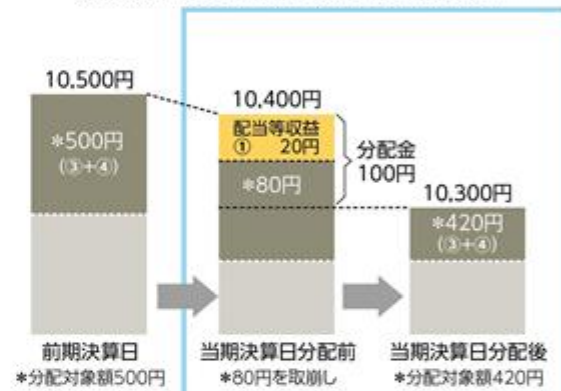 10,500円
*500円
(③+④)
10,400円
配当等収益
① 20円
*80円
分配金
100円
10,300円
*420円
(③+④)
前期決算日
*分配対象額500円
当期決算日分配前
*80円を取崩し
当期決算日分配後
*分配対象額420円